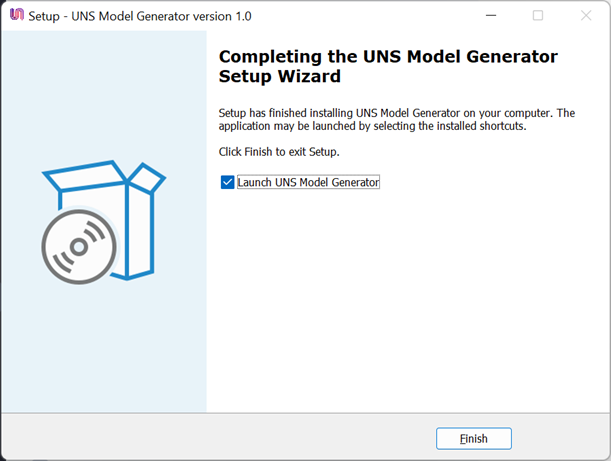 Setup - UNS Model Generator version 1.0
Completing the UNS Model Generator
Setup Wizard
Setup has finished installing UNS Model Generator on your computer. The
application may be launched by selecting the installed shortcuts.
Click Finish to exit Setup.
Launch UNS Model Generator
Finish